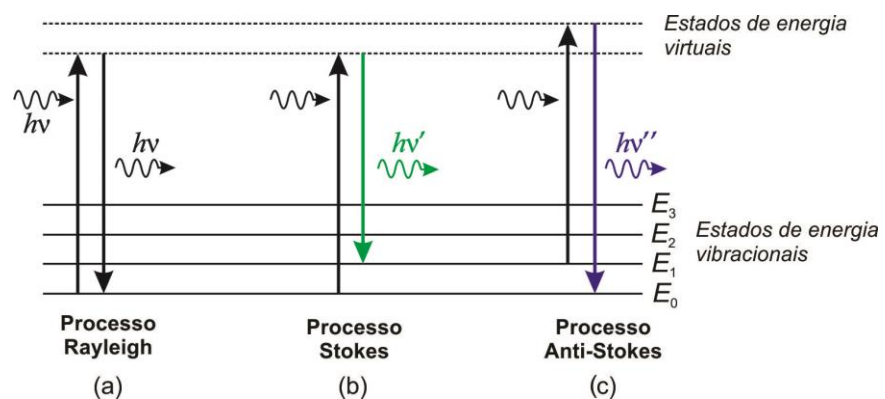 Estados de energia
virtuais
hν
hν
hν′
hν′′
E₃
E₂
E₁
E₀
Estados de energia
vibracionais
Processo
Rayleigh
(a)
Processo
Stokes
(b)
Processo
Anti-Stokes
(c)